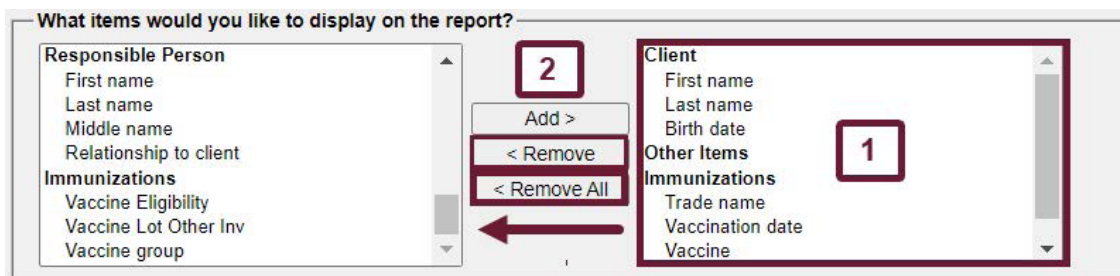 What items would you like to display on the report?
Responsible Person
First name
Last name
Middle name
Relationship to client
Immunizations
Vaccine Eligibility
Vaccine Lot Other Inv
Vaccine group
2
Add >
< Remove
< Remove All
Client
First name
Last name
Birth date
Other Items
Immunizations
Trade name
Vaccination date
Vaccine
1